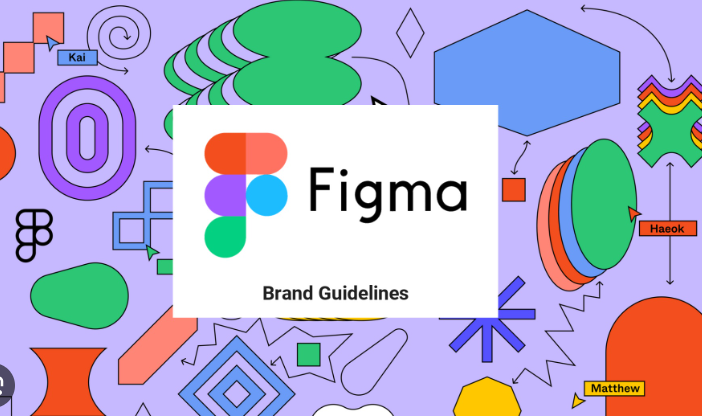 Kai
Figma
Haeok
Brand Guidelines
Matthew